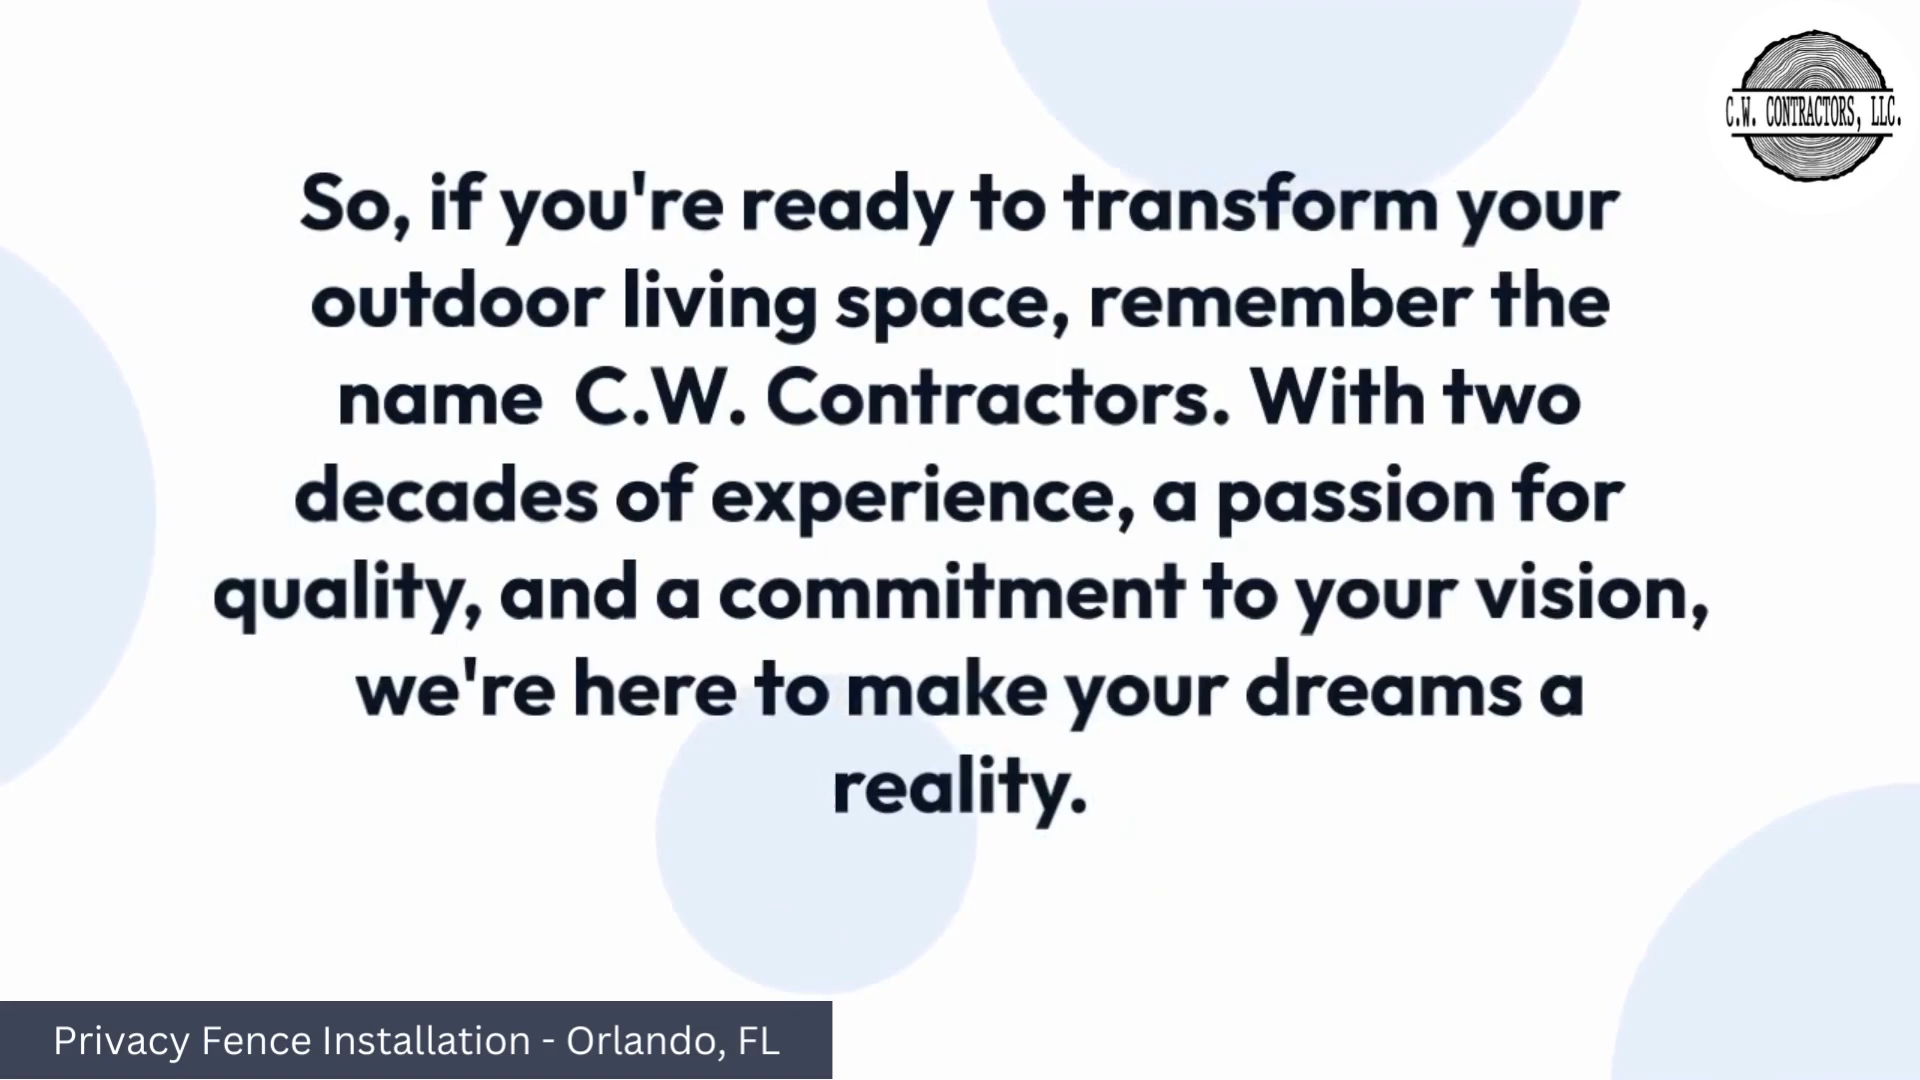 C.W. CONTRACTORS, LLC.
So, if you're ready to transform your
outdoor living space, remember the
name  C.W. Contractors. With two
decades of experience, a passion for
quality, and a commitment to your vision,
we're here to make your dreams a
reality.
Privacy Fence Installation - Orlando, FL